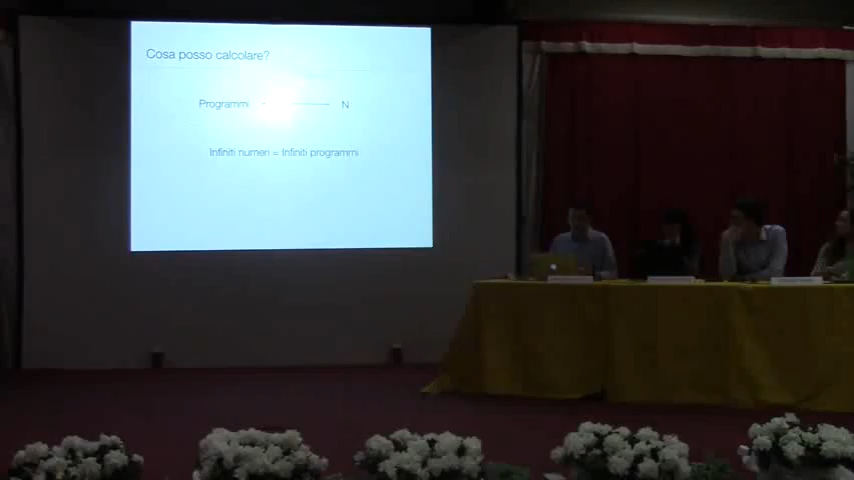 Cosa posso calcolare?
Programmi N
Infiniti numeri = Infiniti programmi